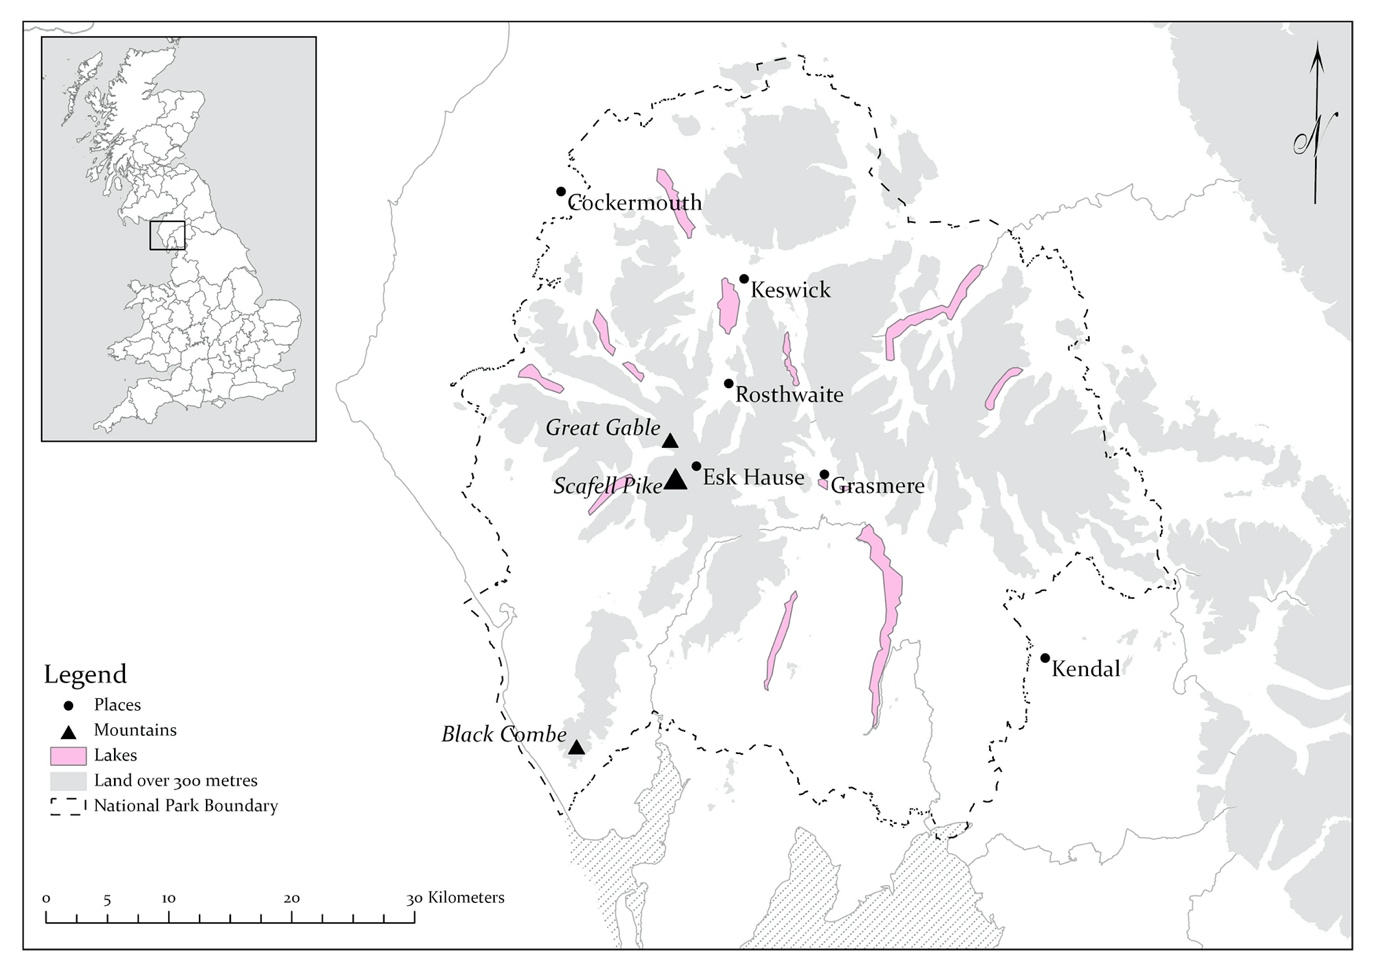 N
Cockermouth
Keswick
Rosthwaite
Great Gable
Esk Hause
Scafell Pike
Grasmere
Kendal
Black Combe
Legend
Places
Mountains
Lakes
Land over 300 metres
National Park Boundary
0 5 10 20 30 Kilometers